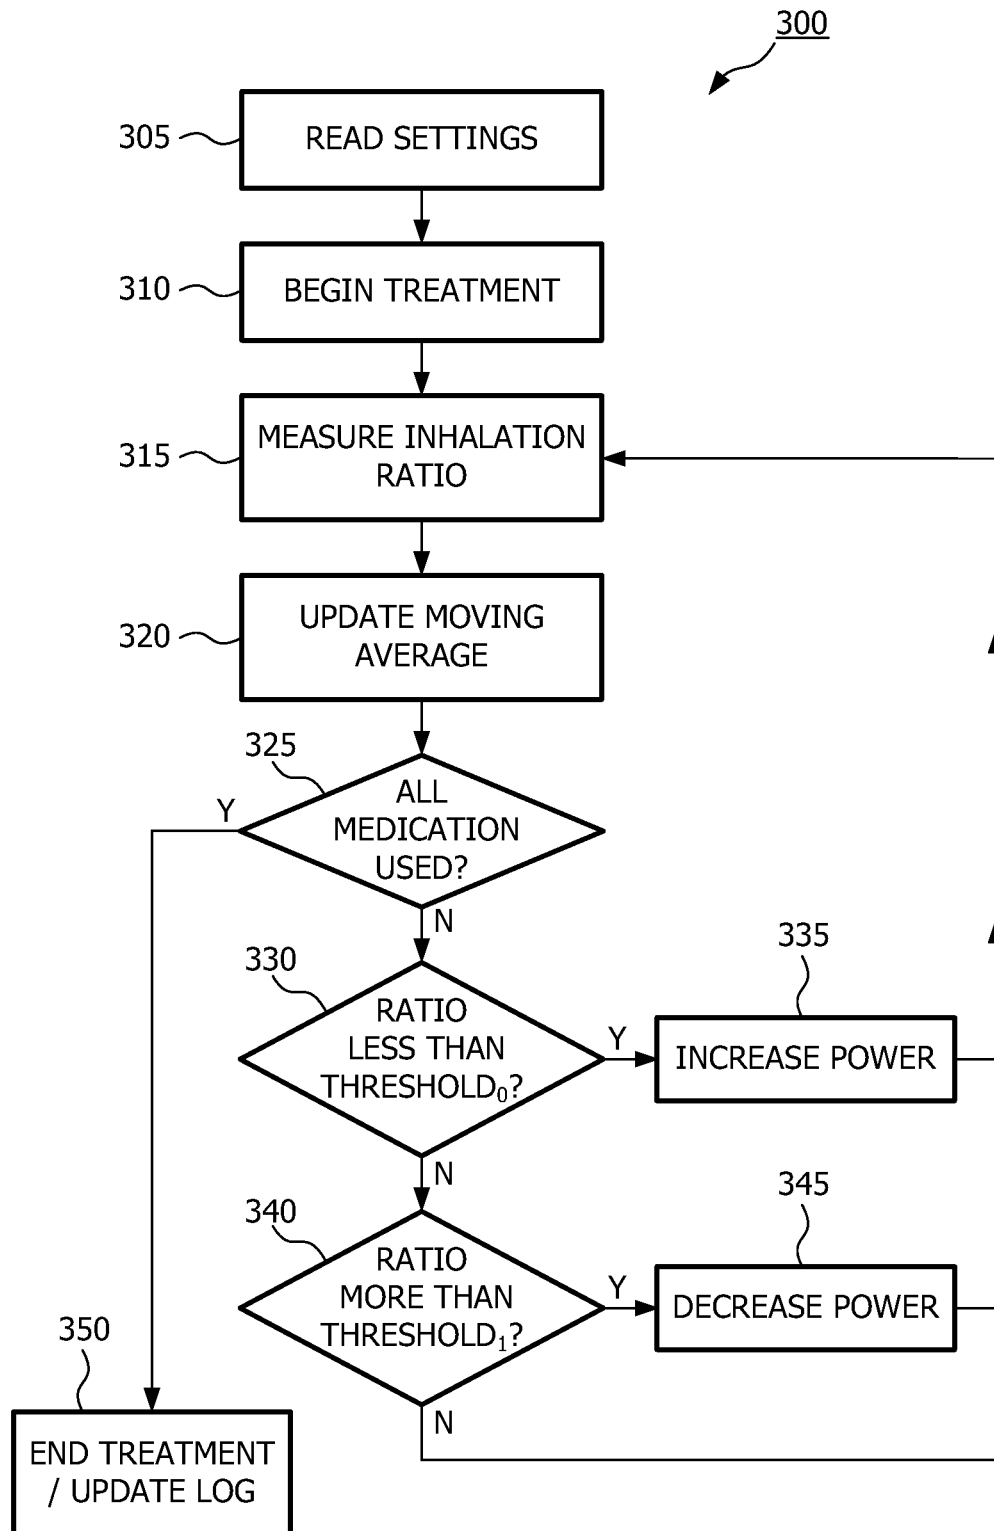 300
305
READ SETTINGS
310
BEGIN TREATMENT
315
MEASURE INHALATION
RATIO
320
UPDATE MOVING
AVERAGE
325
Y
ALL
MEDICATION
USED?
N
330
RATIO
LESS THAN
THRESHOLD₀?
Y
335
INCREASE POWER
N
340
RATIO
MORE THAN
THRESHOLD₁?
Y
345
DECREASE POWER
N
350
END TREATMENT
/ UPDATE LOG